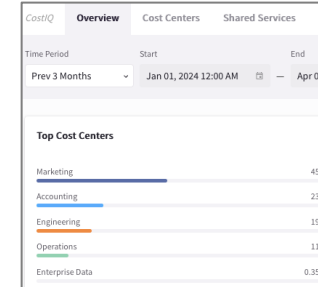 CostIQ Overview Cost Centers Shared Services
Time Period Start End
Prev 3 Months Jan 01, 2024 12:00 AM — Apr 0
Top Cost Centers
Marketing 45
Accounting 23
Engineering 19
Operations 11
Enterprise Data 0.35